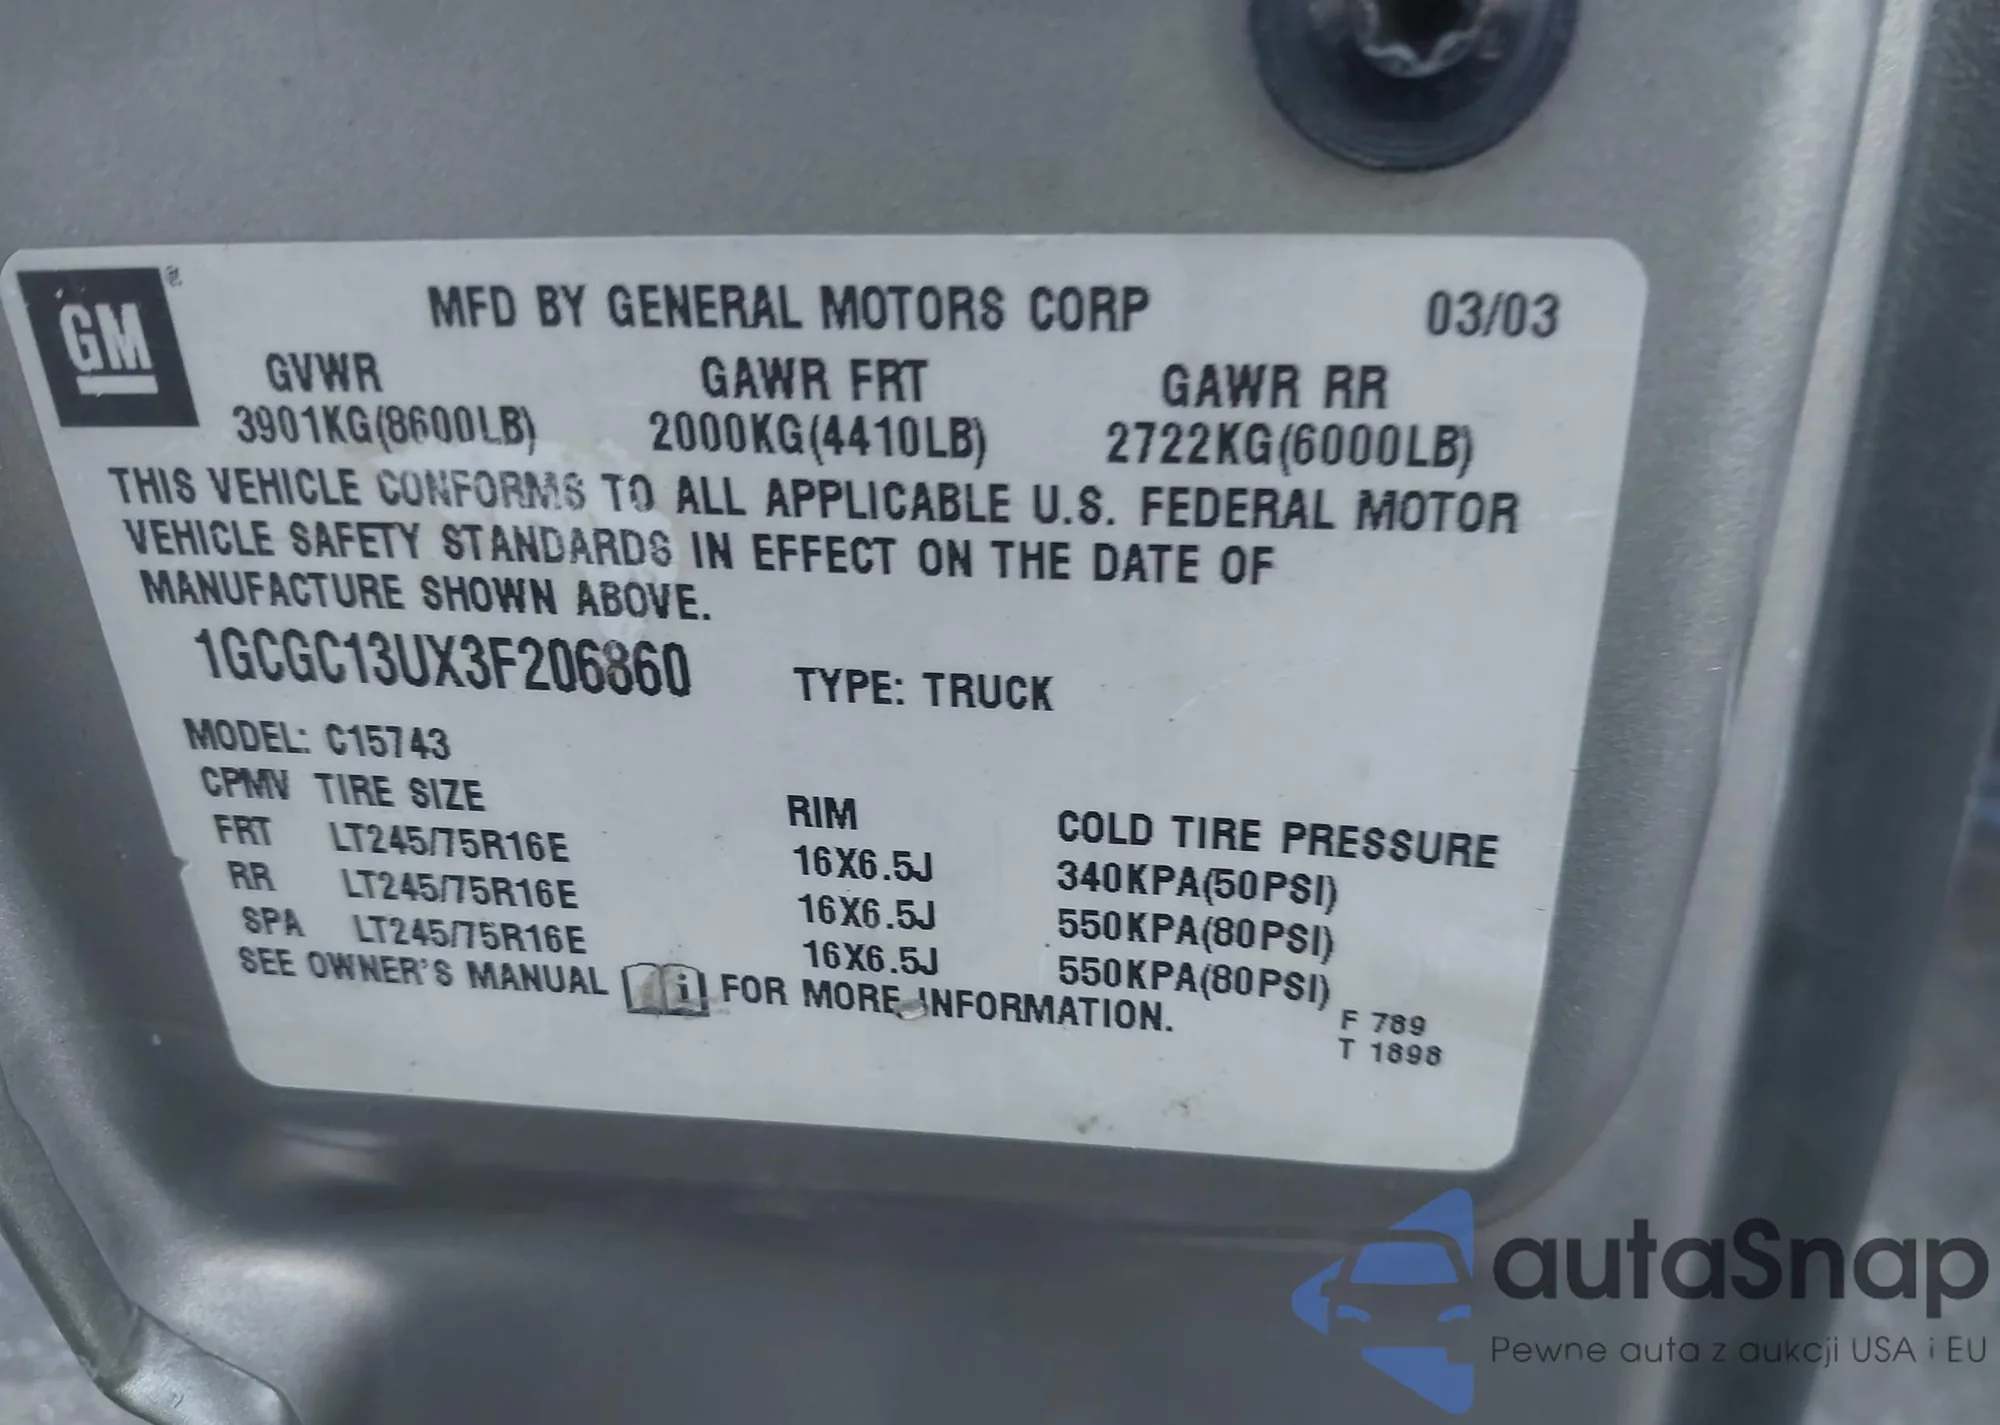 GM ®
MFD BY GENERAL MOTORS CORP 03/03
GVWR GAWR FRT GAWR RR
3901KG(8600LB) 2000KG(4410LB) 2722KG(6000LB)
THIS VEHICLE CONFORMS TO ALL APPLICABLE U.S. FEDERAL MOTOR
VEHICLE SAFETY STANDARDS IN EFFECT ON THE DATE OF
MANUFACTURE SHOWN ABOVE.
1GCGC13UX3F206860 TYPE: TRUCK
MODEL: C15743
CPMV TIRE SIZE RIM COLD TIRE PRESSURE
FRT LT245/75R16E 16X6.5J 340KPA(50PSI)
RR LT245/75R16E 16X6.5J 550KPA(80PSI)
SPA LT245/75R16E 16X6.5J 550KPA(80PSI)
SEE OWNER'S MANUAL i FOR MORE INFORMATION.
F 789
T 1898
autaSnap
Pewne auta z aukcji USA i EU